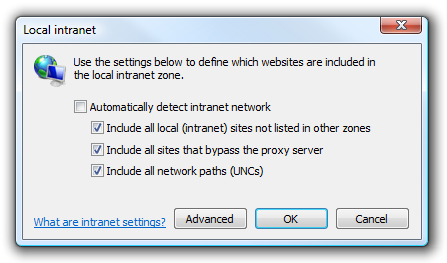 Local intranet
Use the settings below to define which websites are included in
the local intranet zone.
Automatically detect intranet network
Include all local (intranet) sites not listed in other zones
Include all sites that bypass the proxy server
Include all network paths (UNCs)
What are intranet settings?
Advanced
OK
Cancel